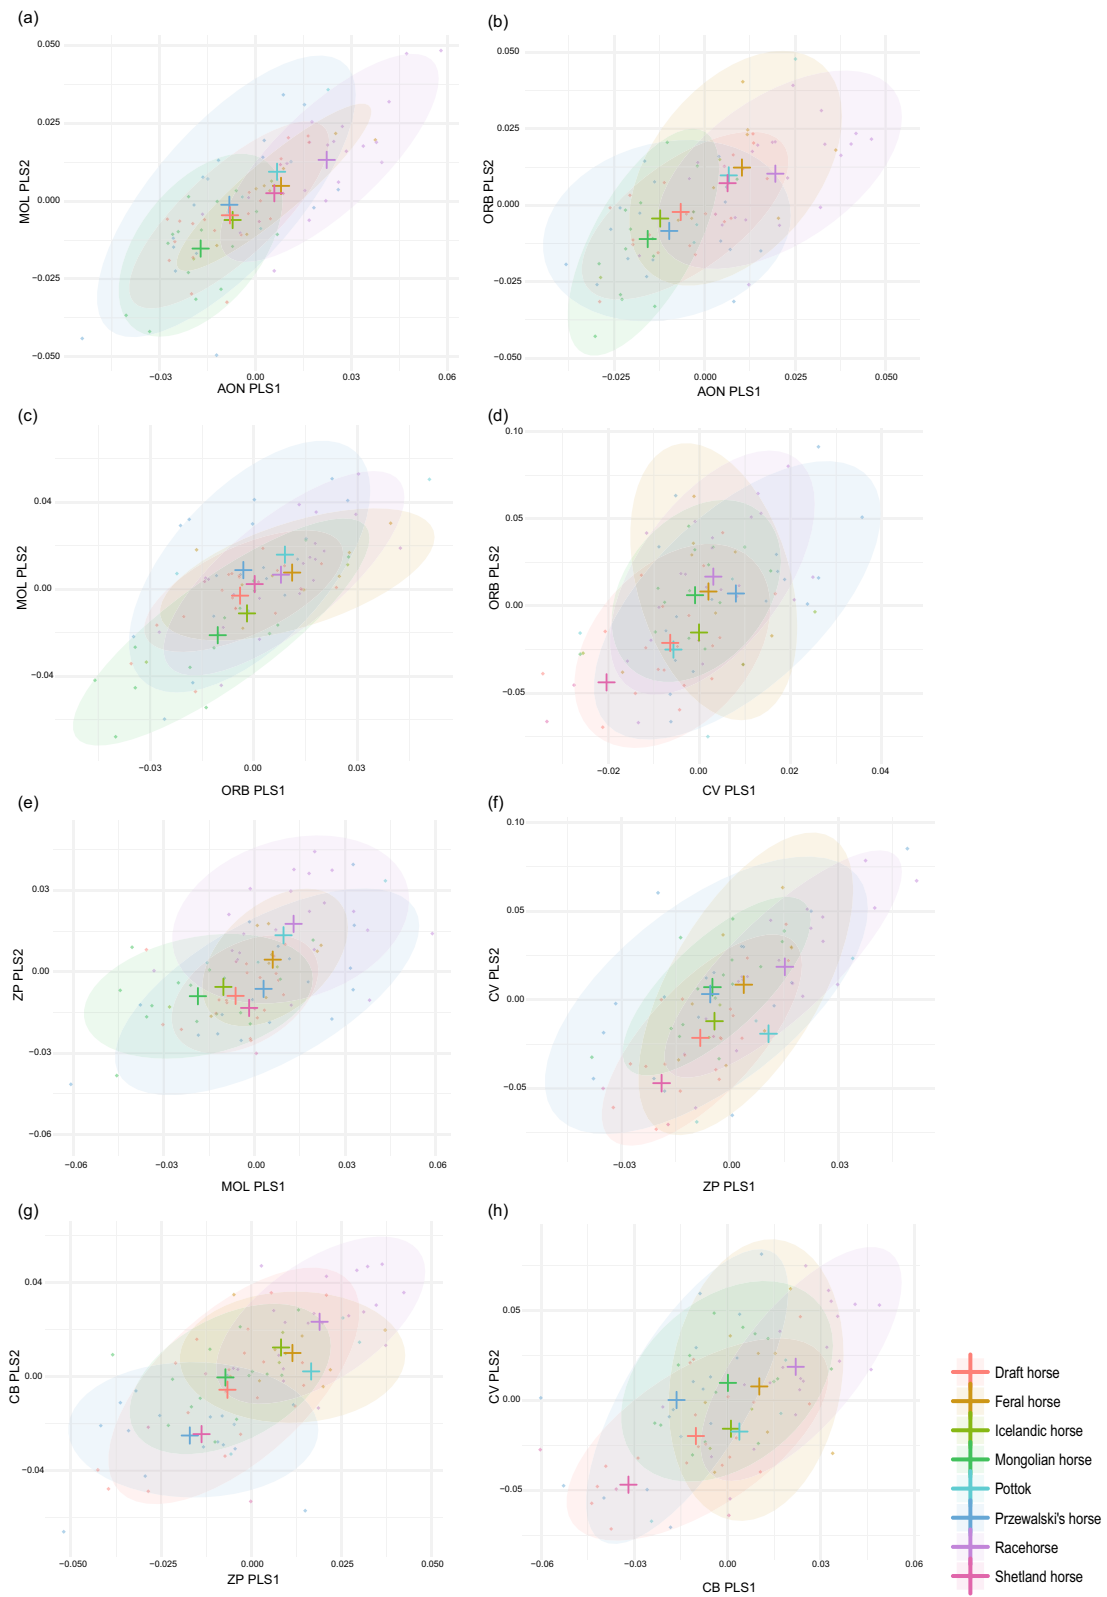 (a)
0.050
0.025
0.000
−0.025
−0.050
MOL PLS2
−0.03
0.00
0.03
0.06
AON PLS1
(b)
0.050
0.025
0.000
−0.025
−0.050
ORB PLS2
−0.025
0.000
0.025
0.050
AON PLS1
(c)
0.04
0.00
−0.04
MOL PLS2
−0.03
0.00
0.03
ORB PLS1
(d)
0.10
0.05
0.00
−0.05
ORB PLS2
−0.02
0.00
0.02
0.04
CV PLS1
(e)
0.03
0.00
−0.03
−0.06
ZP PLS2
−0.06
−0.03
0.00
0.03
0.06
MOL PLS1
(f)
0.10
0.05
0.00
−0.05
CV PLS2
−0.03
0.00
0.03
ZP PLS1
(g)
0.04
0.00
−0.04
CB PLS2
−0.050
−0.025
0.000
0.025
0.050
ZP PLS1
(h)
0.05
0.00
−0.05
CV PLS2
−0.06
−0.03
0.00
0.03
0.06
CB PLS1
Draft horse
Feral horse
Icelandic horse
Mongolian horse
Pottok
Przewalski's horse
Racehorse
Shetland horse